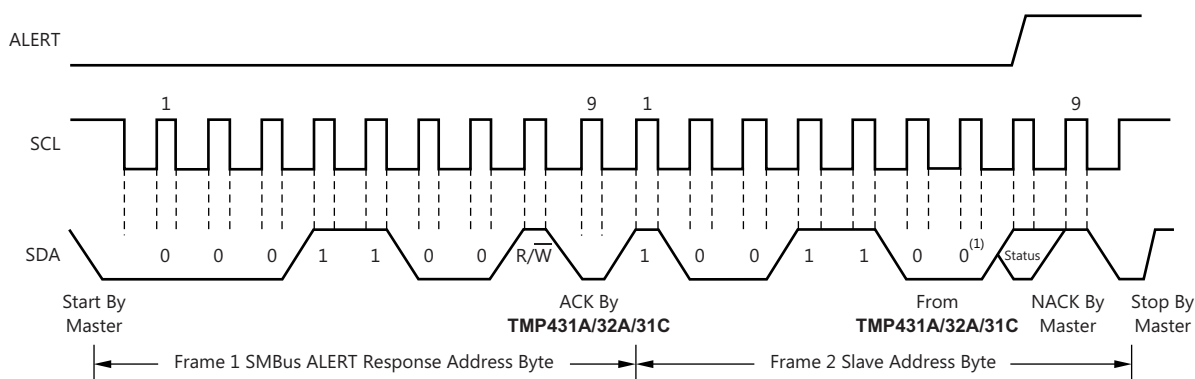 ALERT
1 9 1 9
SCL
SDA
0 0 0 1 1 0 0 R/W 1 0 0 1 1 0 0(1) Status
Start By
Master
ACK By
TMP431A/32A/31C
From
TMP431A/32A/31C
NACK By
Master
Stop By
Master
Frame 1 SMBus ALERT Response Address Byte
Frame 2 Slave Address Byte